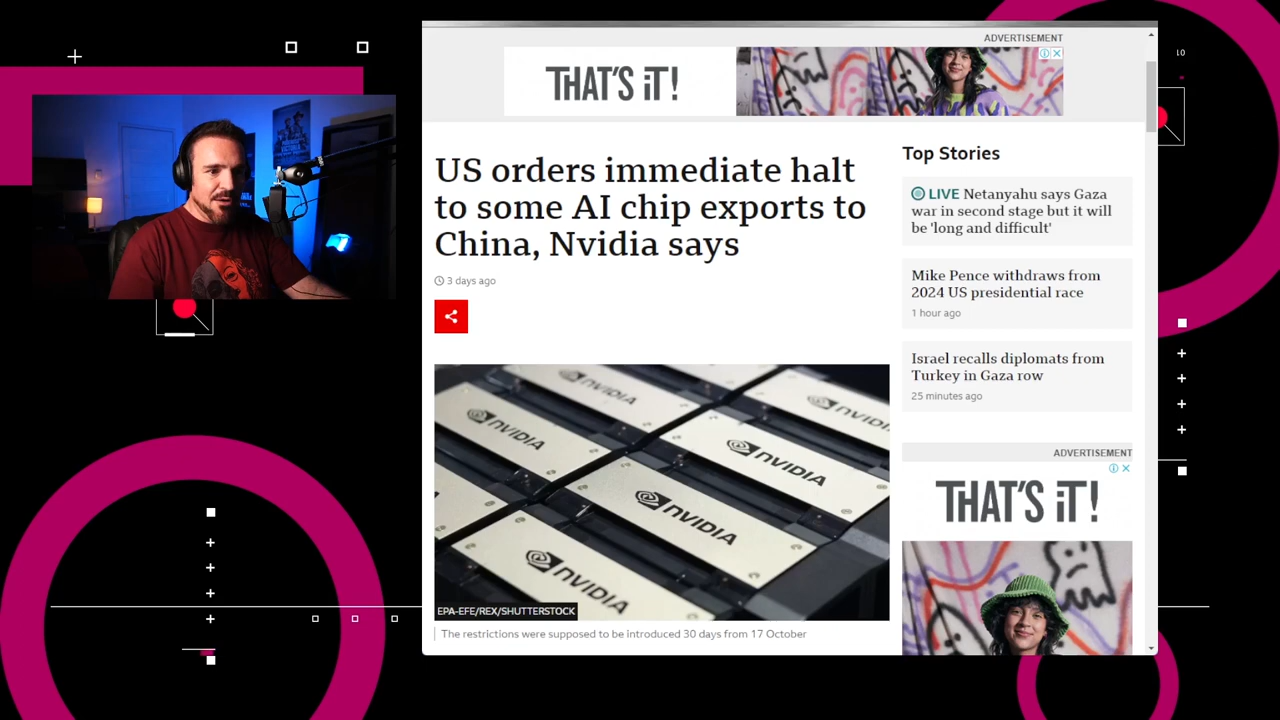 ADVERTISEMENT
THAT'S iT!
US orders immediate halt
to some AI chip exports to
China, Nvidia says
3 days ago
NVIDIA
NVIDIA
NVIDIA
NVIDIA
NVIDIA
NVIDIA
EPA-EFE/REX/SHUTTERSTOCK
The restrictions were supposed to be introduced 30 days from 17 October
Top Stories
LIVE Netanyahu says Gaza
war in second stage but it will
be 'long and difficult'
Mike Pence withdraws from
2024 US presidential race
1 hour ago
Israel recalls diplomats from
Turkey in Gaza row
25 minutes ago
ADVERTISEMENT
THAT'S iT!
10